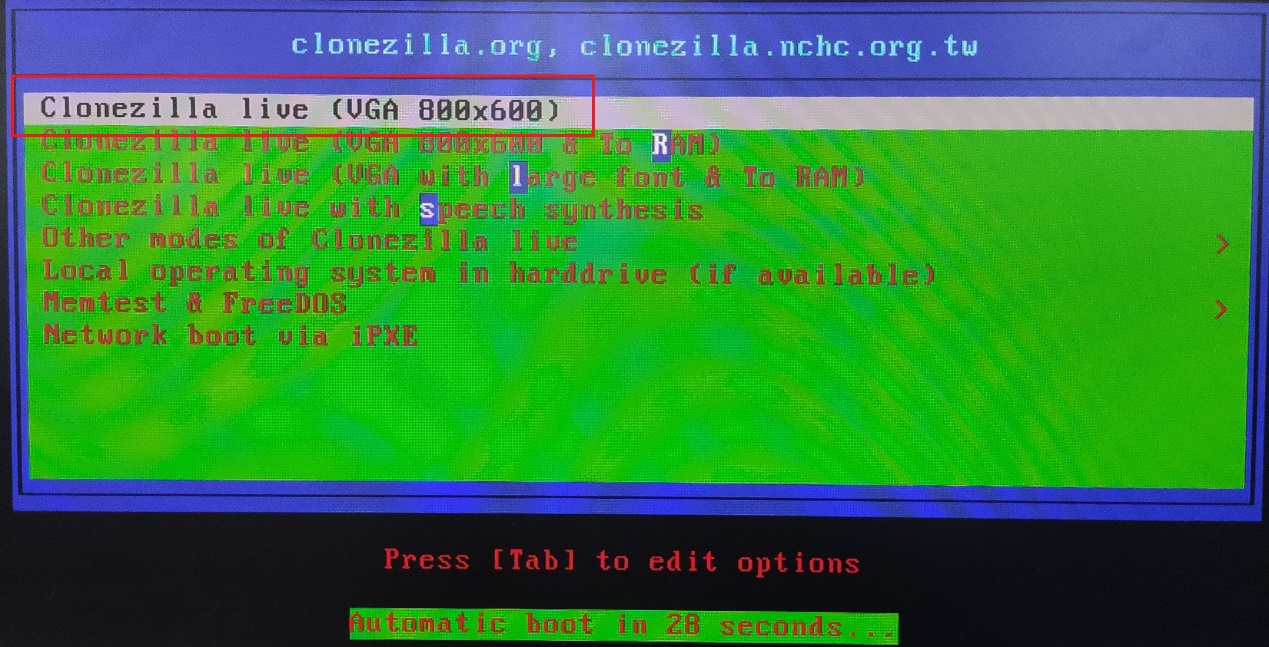 clonezilla.org, clonezilla.nchc.org.tw
Clonezilla live (VGA 800x600)
Clonezilla live (VGA 800x600 & To RAM)
Clonezilla live (VGA with large font & To RAM)
Clonezilla live with speech synthesis
Other modes of Clonezilla live >
Local operating system in harddrive (if available)
Memtest & FreeDOS >
Network boot via iPXE
Press [Tab] to edit options
Automatic boot in 28 seconds...